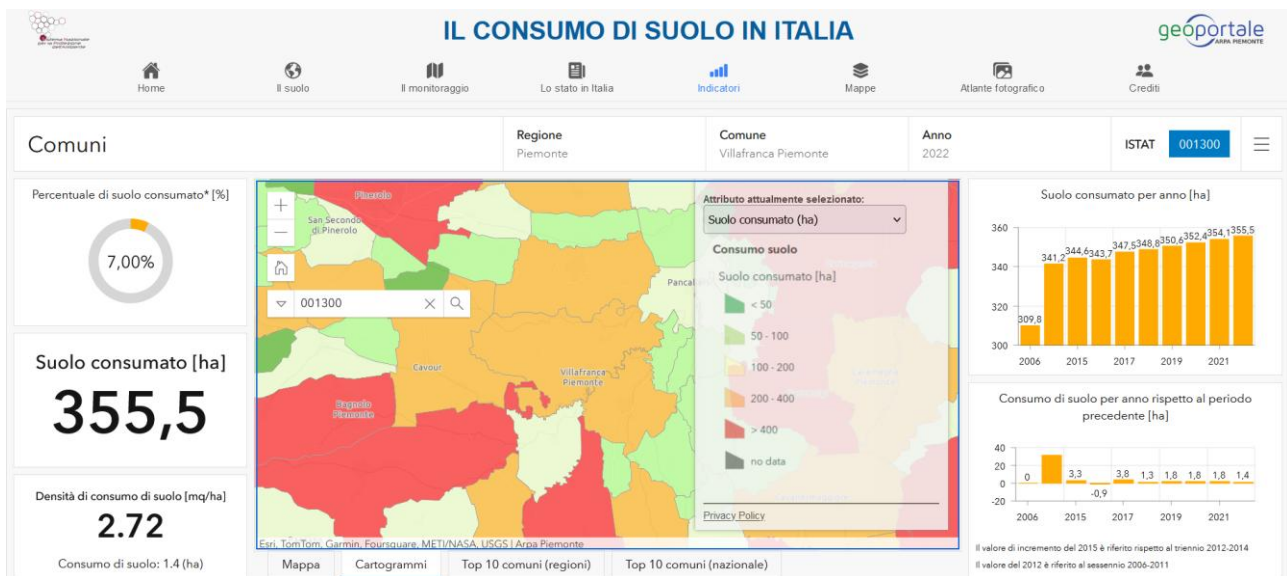 IL CONSUMO DI SUOLO IN ITALIA
geoportale
ARPA PIEMONTE
Home
Il suolo
Il monitoraggio
Lo stato in Italia
Indicatori
Mappe
Atlante fotografico
Crediti
Comuni
Regione
Piemonte
Comune
Villafranca Piemonte
Anno
2022
ISTAT 001300
Percentuale di suolo consumato* [%]
7,00%
Suolo consumato [ha]
355,5
Densità di consumo di suolo [mq/ha]
2.72
Consumo di suolo: 1.4 (ha)
001300
Pinerolo
San Secondo
di Pinerolo
Cavour
Villafranca
Piemonte
Bagnolo
Piemonte
Attributo attualmente selezionato:
Suolo consumato (ha)
Consumo suolo
Suolo consumato [ha]
< 50
50 - 100
100 - 200
200 - 400
> 400
no data
Privacy Policy
Esri, TomTom, Garmin, Foursquare, METI/NASA, USGS | Arpa Piemonte
Mappa
Cartogrammi
Top 10 comuni (regioni)
Top 10 comuni (nazionale)
Suolo consumato per anno [ha]
360
340
320
300
309,8
341,2
344,6
343,7
347,5
348,8
350,6
352,4
354,1
355,5
2006 2015 2017 2019 2021
Consumo di suolo per anno rispetto al periodo
precedente [ha]
40
20
0
-20
0 3,3 -0,9 3,8 1,3 1,8 1,8 1,8 1,4
2006 2015 2017 2019 2021
Il valore di incremento del 2015 è riferito rispetto al triennio 2012-2014
Il valore del 2012 è riferito al sessennio 2006-2011